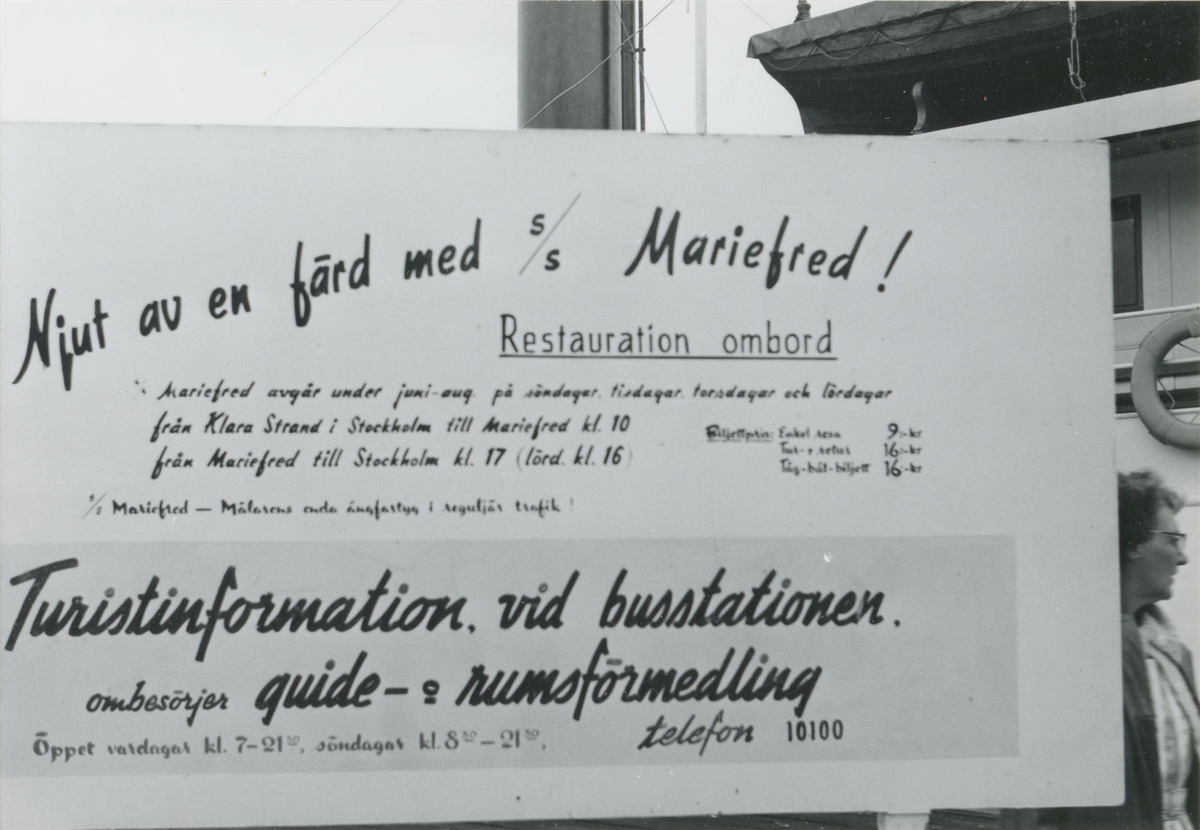 Njut av en färd med s/s Mariefred!
Restauration ombord
s/s Mariefred avgår under juni-aug. på söndagar, tisdagar, torsdagar och lördagar
från Klara Strand i Stockholm till Mariefred kl. 10
från Mariefred till Stockholm kl. 17 (lörd. kl. 16)
Biljettpris: Enkel resa 9:-kr
Tur- o retur 16:-kr
Tåg-båt-biljett 16:-kr
s/s Mariefred — Mälarens enda ångfartyg i reguljär trafik!
Turistinformation, vid busstationen.
ombesörjer guide- o rumsförmedling
Öppet vardagar kl. 7-21³⁰, söndagar kl. 8³⁰-21³⁰,
telefon 10100